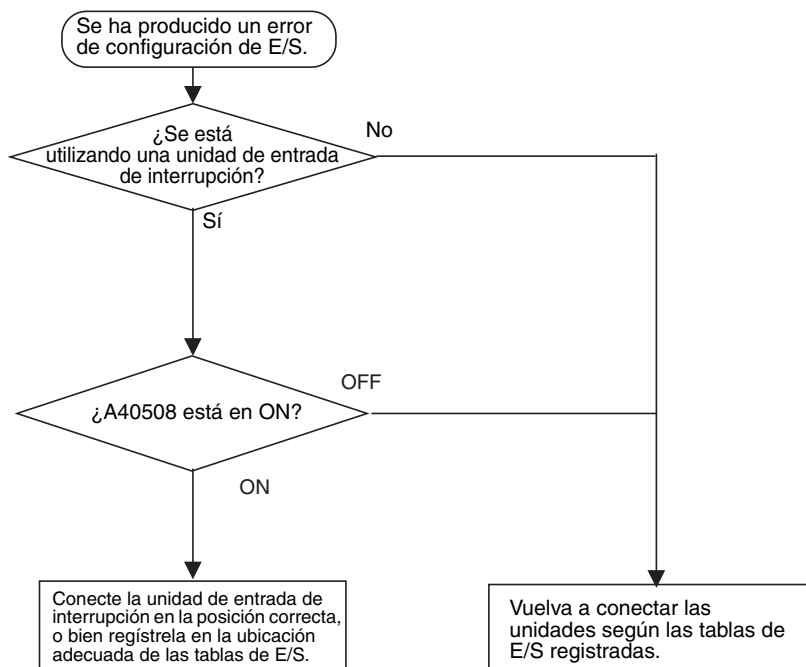 Se ha producido un error
de configuración de E/S.
¿Se está
utilizando una unidad de entrada
de interrupción?
No
Sí
¿A40508 está en ON?
OFF
ON
Conecte la unidad de entrada de
interrupción en la posición correcta,
o bien regístrela en la ubicación
adecuada de las tablas de E/S.
Vuelva a conectar las
unidades según las tablas de
E/S registradas.